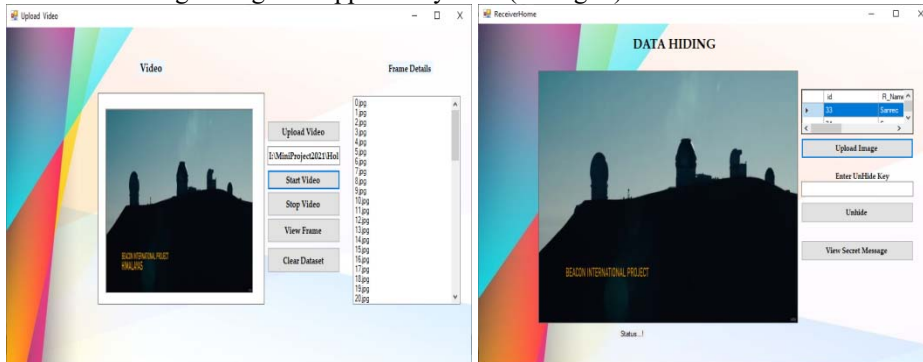 Upload Video
Video
Frame Details
BEACON INTERNATIONAL PROJECT
HIMALAYAS
Upload Video
I:\MiniProject2021\Hol
Start Video
Stop Video
View Frame
Clear Dataset
0.jpg
1.jpg
2.jpg
3.jpg
4.jpg
5.jpg
6.jpg
7.jpg
8.jpg
9.jpg
10.jpg
11.jpg
12.jpg
13.jpg
14.jpg
15.jpg
16.jpg
17.jpg
18.jpg
19.jpg
20.jpg
ReceiverHome
DATA HIDING
BEACON INTERNATIONAL PROJECT
Status...!
id R_Name
33 Sanrec
Upload Image
Enter UnHide Key
Unhide
View Secret Message